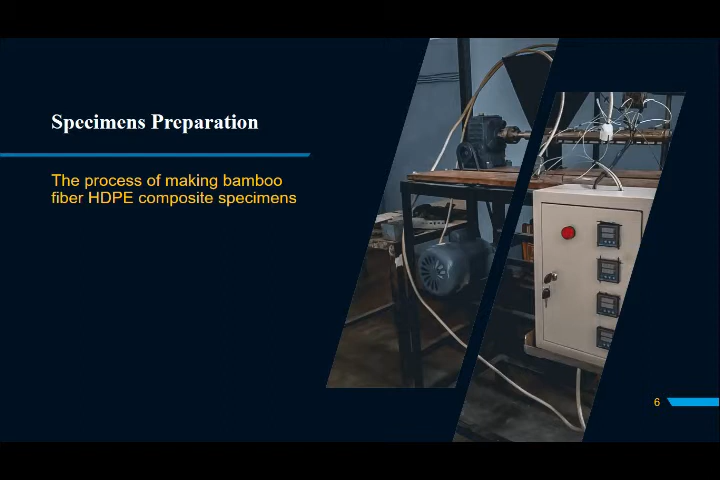 Specimens Preparation
The process of making bamboo
fiber HDPE composite specimens
6